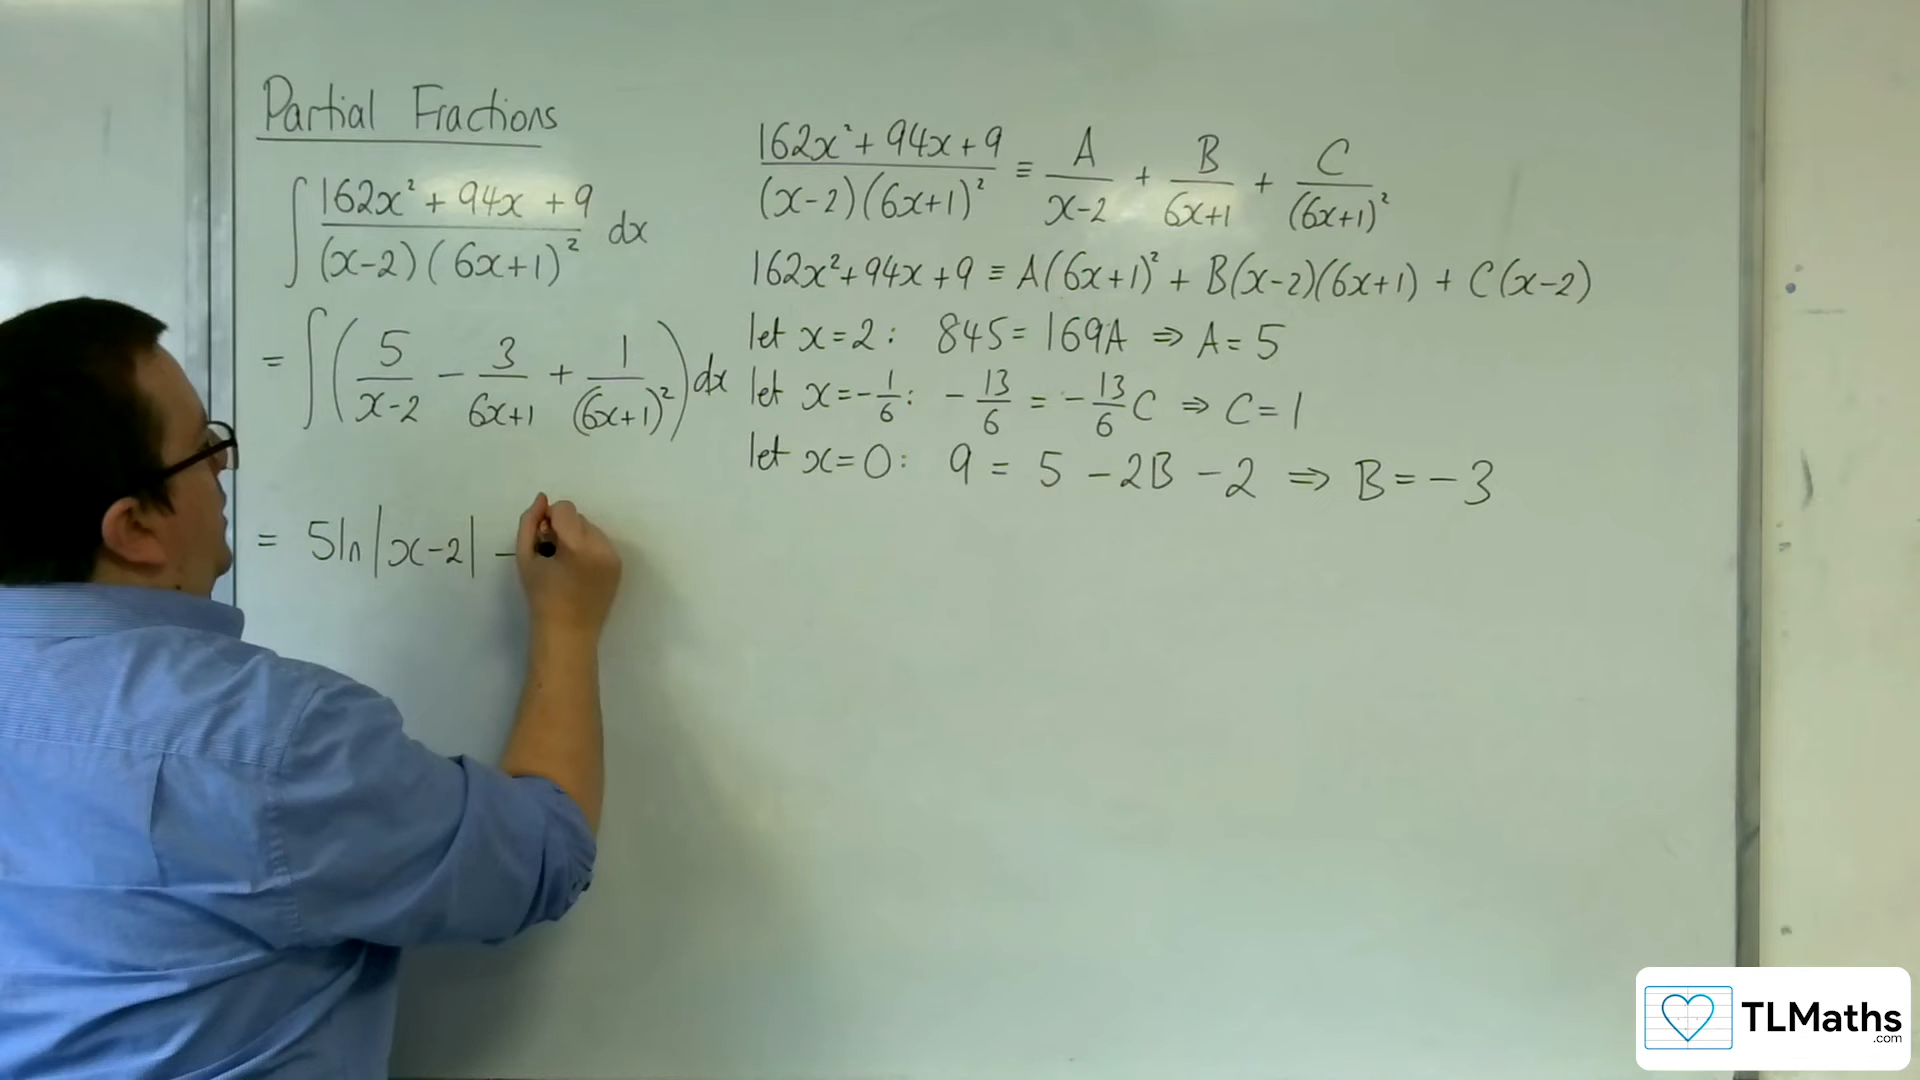 Partial Fractions
∫ (162x² + 94x + 9)/((x-2)(6x+1)²) dx
= ∫(5/(x-2) - 3/(6x+1) + 1/(6x+1)²)dx
= 5ln|x-2| -
(162x² + 94x + 9)/((x-2)(6x+1)²) ≡ A/(x-2) + B/(6x+1) + C/(6x+1)²
162x² + 94x + 9 ≡ A(6x+1)² + B(x-2)(6x+1) + C(x-2)
let x=2: 845 = 169A ⇒ A = 5
let x=-1/6: -13/6 = -13/6 C ⇒ C = 1
let x=0: 9 = 5 - 2B - 2 ⇒ B = -3
TLMaths
.com